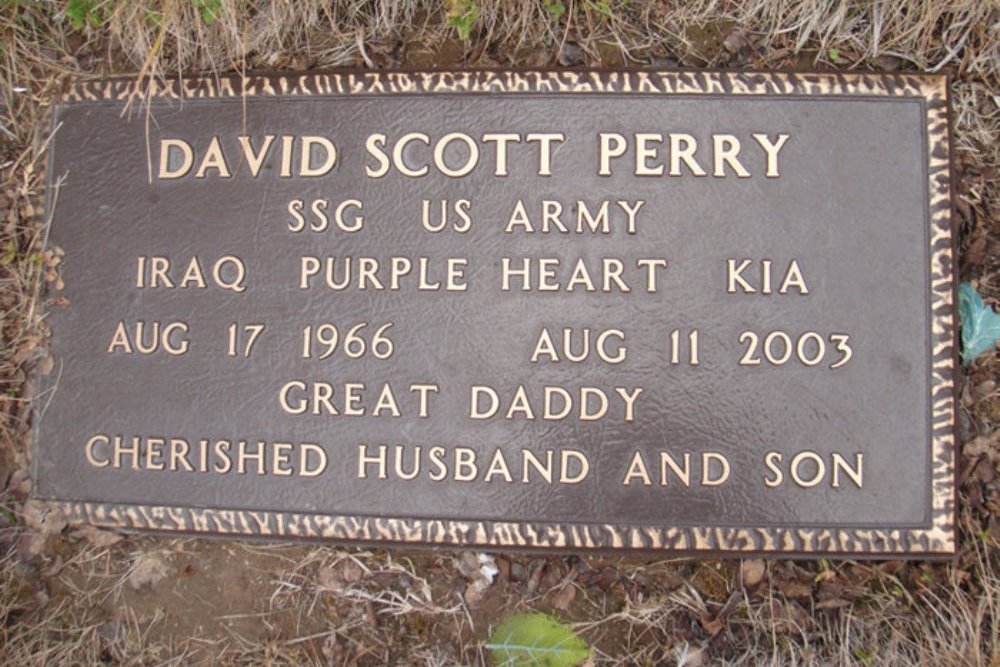 DAVID SCOTT PERRY
SSG US ARMY
IRAQ PURPLE HEART KIA
AUG 17 1966 AUG 11 2003
GREAT DADDY
CHERISHED HUSBAND AND SON